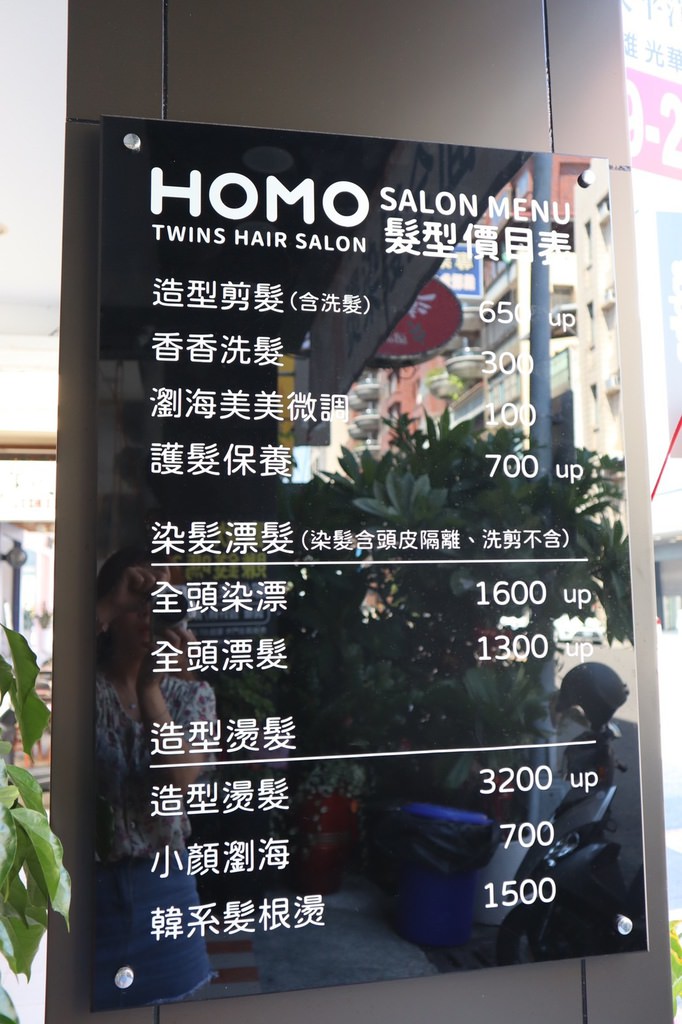 HOMO SALON MENU
TWINS HAIR SALON 髮型價目表
造型剪髮(含洗髮) 650 up
香香洗髮 300
瀏海美美微調 100
護髮保養 700 up
染髮漂髮(染髮含頭皮隔離、洗剪不含)
全頭染漂 1600 up
全頭漂髮 1300 up
造型燙髮
造型燙髮 3200 up
小顏瀏海 700
韓系髮根燙 1500
光華
9-2